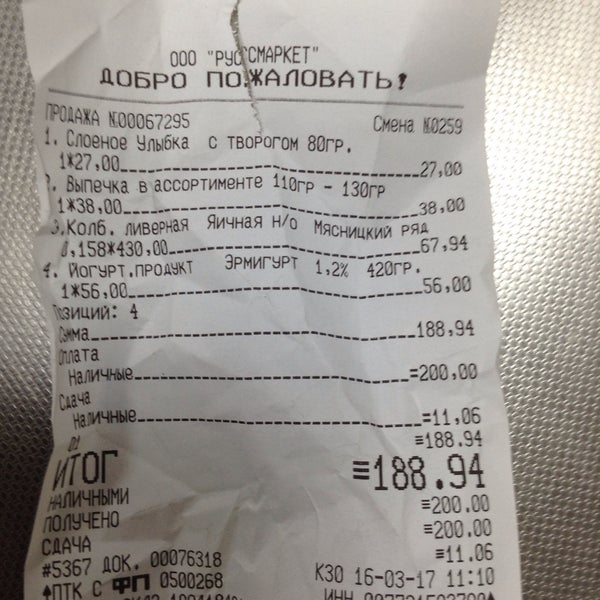 ООО "РУССМАРКЕТ"
ДОБРО ПОЖАЛОВАТЬ!
ПРОДАЖА №00067295 Смена №0259
1. Слоеное Улыбка с творогом 80гр.
1*27,00 27,00
2. Выпечка в ассортименте 110гр - 130гр
1*38,00 38,00
3.Колб. ливерная Яичная н/о Мясницкий ряд
0,158*430,00 67,94
4. Йогурт.продукт Эрмигурт 1,2% 420гр.
1*56,00 56,00
Позиций: 4
Сумма 188,94
Оплата
Наличные =200,00
Сдача
Наличные =11,06
01 ≡188.94
ИТОГ ≡188.94
НАЛИЧНЫМИ ≡200.00
ПОЛУЧЕНО ≡200.00
СДАЧА ≡11.06
#5367 ДОК. 00076318 К30 16-03-17 11:10
ПТК С ФП 0500268 ИНН